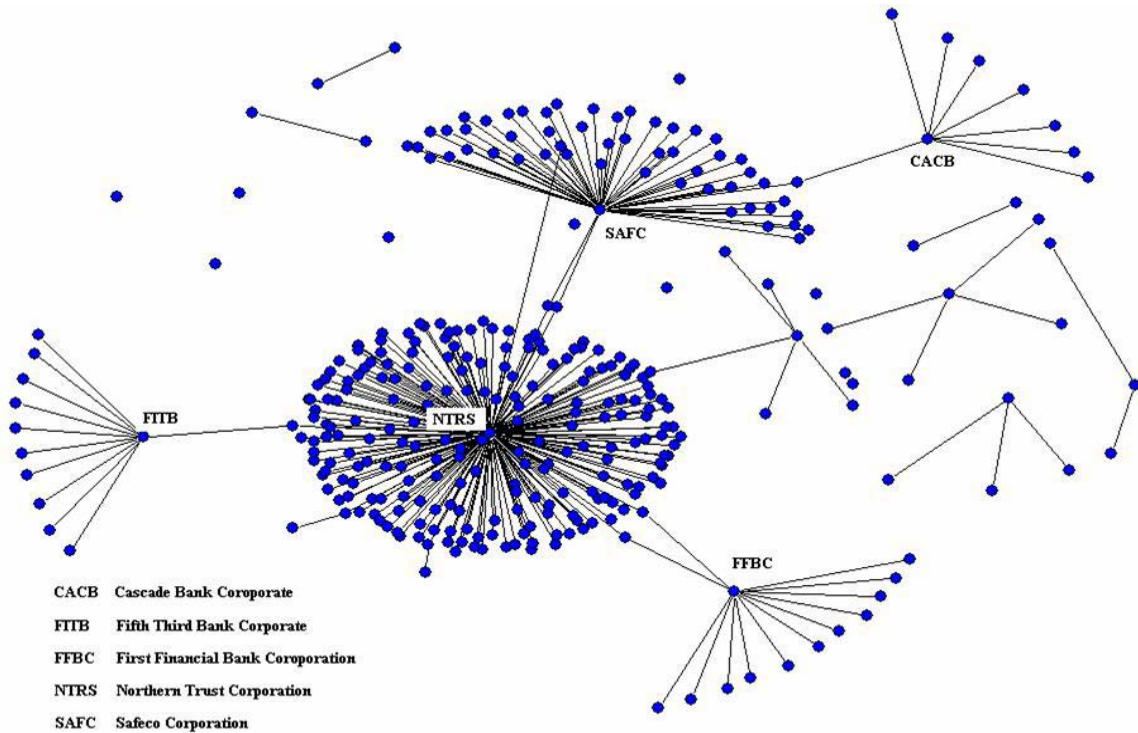 CACB
SAFC
NTRS
FITB
FFBC
CACB Cascade Bank Coroporate
FITB Fifth Third Bank Corporate
FFBC First Financial Bank Coroporation
NTRS Northern Trust Corporation
SAFC Safeco Corporation